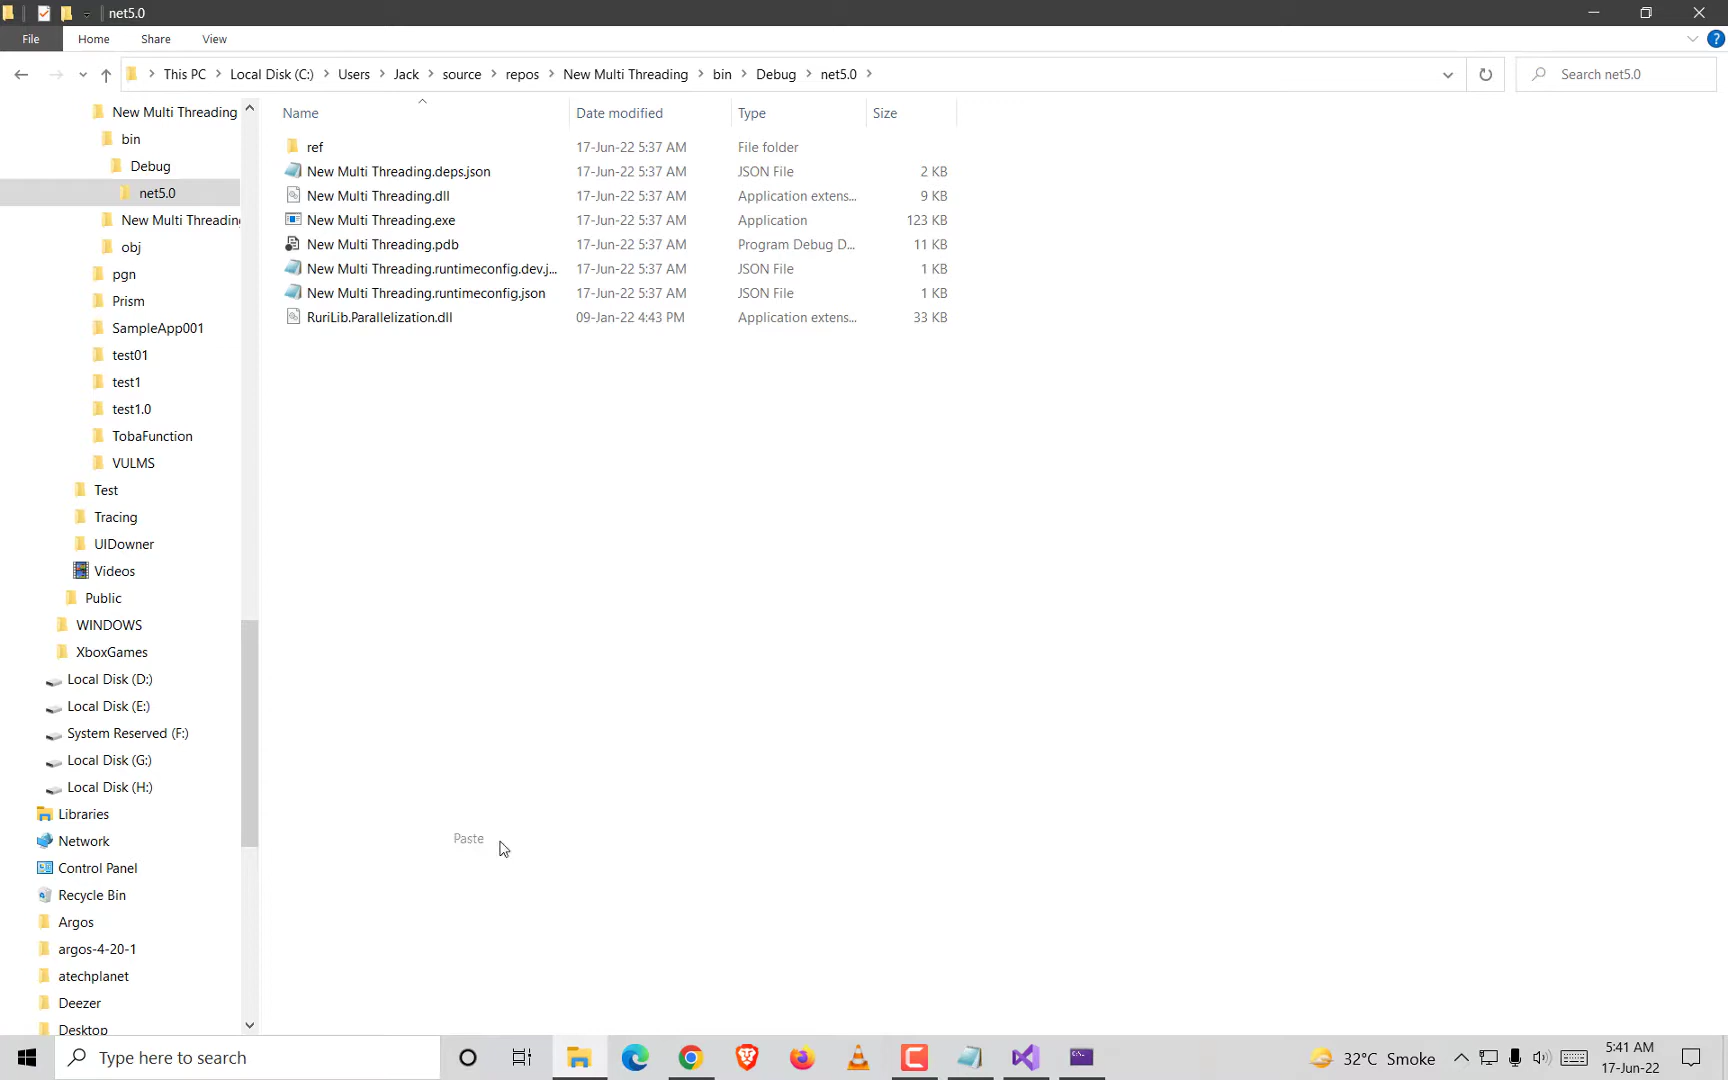 net5.0
File Home Share View
This PC Local Disk (C:) Users Jack source repos New Multi Threading bin Debug net5.0
Search net5.0
Name Date modified Type Size
ref 17-Jun-22 5:37 AM File folder
New Multi Threading.deps.json 17-Jun-22 5:37 AM JSON File 2 KB
New Multi Threading.dll 17-Jun-22 5:37 AM Application extens... 9 KB
New Multi Threading.exe 17-Jun-22 5:37 AM Application 123 KB
New Multi Threading.pdb 17-Jun-22 5:37 AM Program Debug D... 11 KB
New Multi Threading.runtimeconfig.dev.j... 17-Jun-22 5:37 AM JSON File 1 KB
New Multi Threading.runtimeconfig.json 17-Jun-22 5:37 AM JSON File 1 KB
RuriLib.Parallelization.dll 09-Jan-22 4:43 PM Application extens... 33 KB
New Multi Threading
bin
Debug
net5.0
New Multi Threading
obj
pgn
Prism
SampleApp001
test01
test1
test1.0
TobaFunction
VULMS
Test
Tracing
UIDowner
Videos
Public
WINDOWS
XboxGames
Local Disk (D:)
Local Disk (E:)
System Reserved (F:)
Local Disk (G:)
Local Disk (H:)
Libraries
Network
Control Panel
Recycle Bin
Argos
argos-4-20-1
atechplanet
Deezer
Desktop
Paste
Type here to search
32°C Smoke
5:41 AM
17-Jun-22